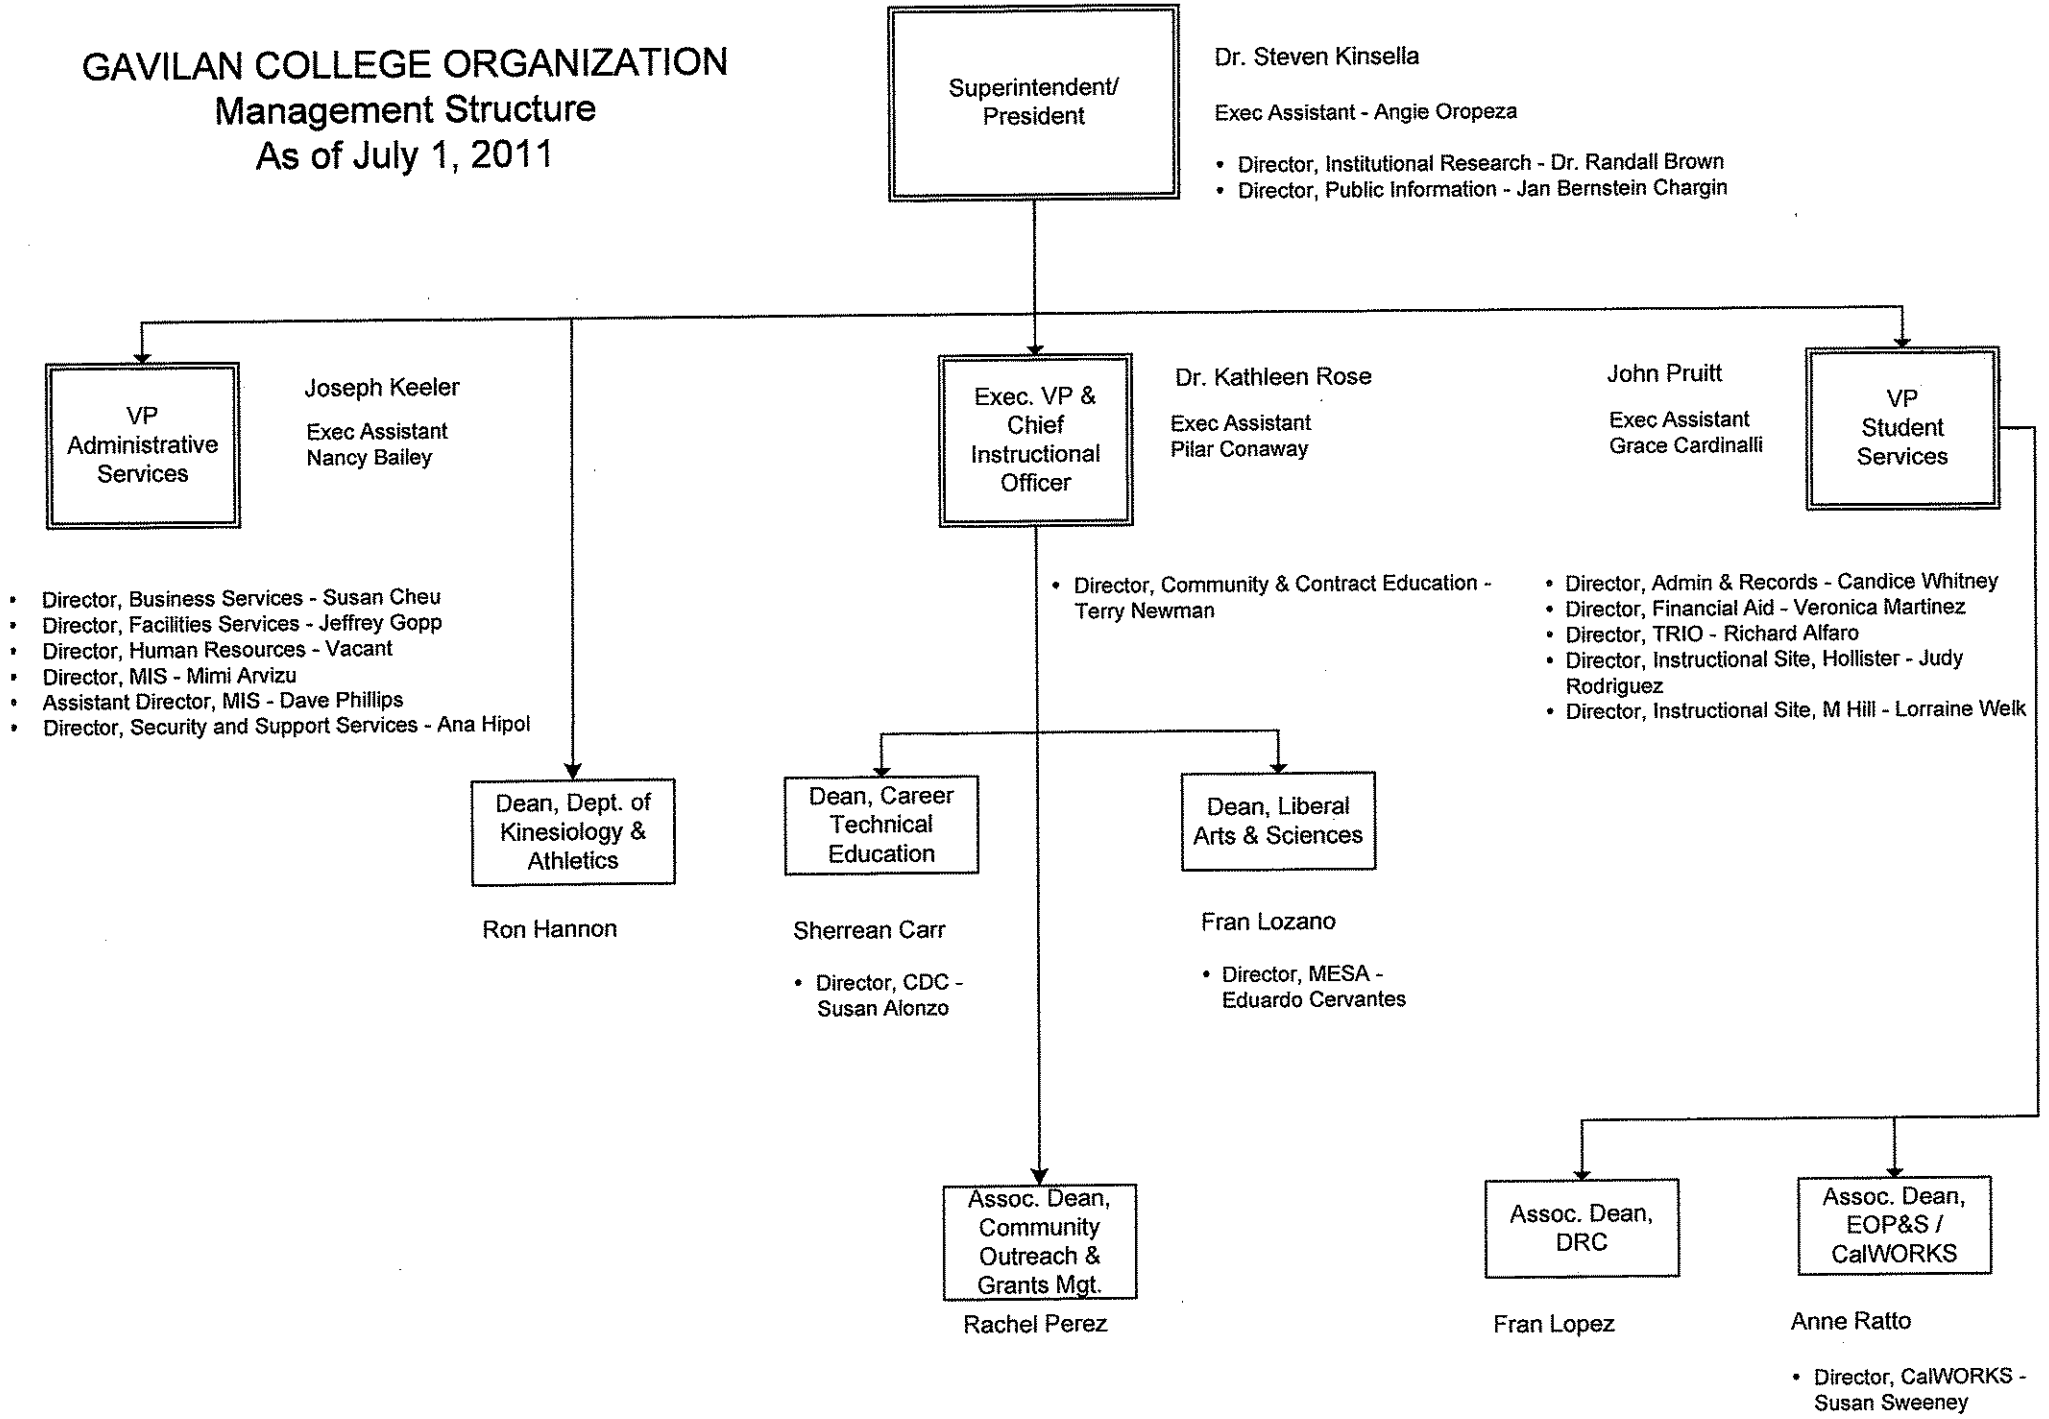 GAVILAN COLLEGE ORGANIZATION
Management Structure
As of July 1, 2011
Superintendent/
President
Dr. Steven Kinsella
Exec Assistant - Angie Oropeza
• Director, Institutional Research - Dr. Randall Brown
• Director, Public Information - Jan Bernstein Chargin
VP
Administrative
Services
Joseph Keeler
Exec Assistant
Nancy Bailey
• Director, Business Services - Susan Cheu
• Director, Facilities Services - Jeffrey Gopp
• Director, Human Resources - Vacant
• Director, MIS - Mimi Arvizu
• Assistant Director, MIS - Dave Phillips
• Director, Security and Support Services - Ana Hipol
Dean, Dept. of
Kinesiology &
Athletics
Ron Hannon
Exec. VP &
Chief
Instructional
Officer
Dr. Kathleen Rose
Exec Assistant
Pilar Conaway
• Director, Community & Contract Education -
Terry Newman
Dean, Career
Technical
Education
Sherrean Carr
• Director, CDC -
Susan Alonzo
Dean, Liberal
Arts & Sciences
Fran Lozano
• Director, MESA -
Eduardo Cervantes
Assoc. Dean,
Community
Outreach &
Grants Mgt.
Rachel Perez
John Pruitt
Exec Assistant
Grace Cardinalli
VP
Student
Services
• Director, Admin & Records - Candice Whitney
• Director, Financial Aid - Veronica Martinez
• Director, TRIO - Richard Alfaro
• Director, Instructional Site, Hollister - Judy
Rodriguez
• Director, Instructional Site, M Hill - Lorraine Welk
Assoc. Dean,
DRC
Fran Lopez
Assoc. Dean,
EOP&S /
CalWORKS
Anne Ratto
• Director, CalWORKS -
Susan Sweeney